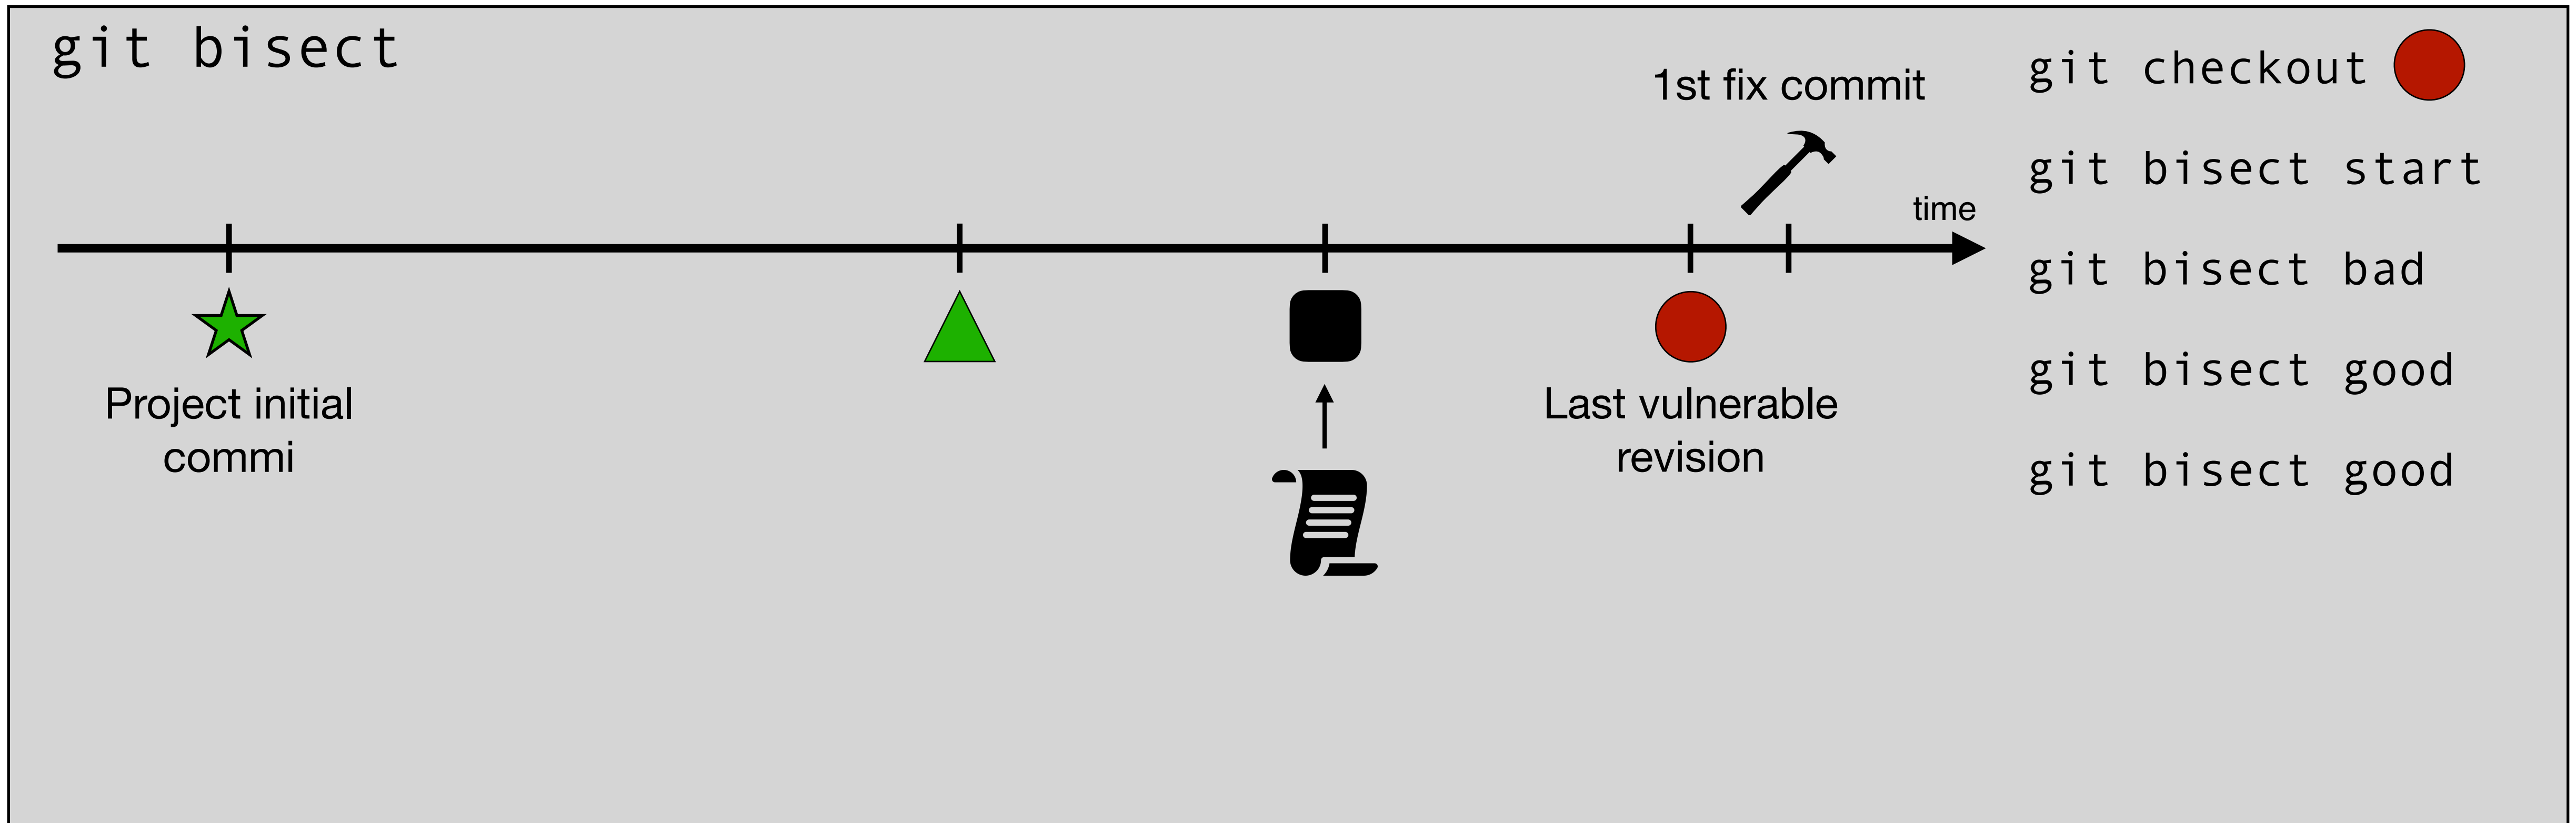 git bisect
1st fix commit
time
Project initial
commi
Last vulnerable
revision
git checkout
git bisect start
git bisect bad
git bisect good
git bisect good